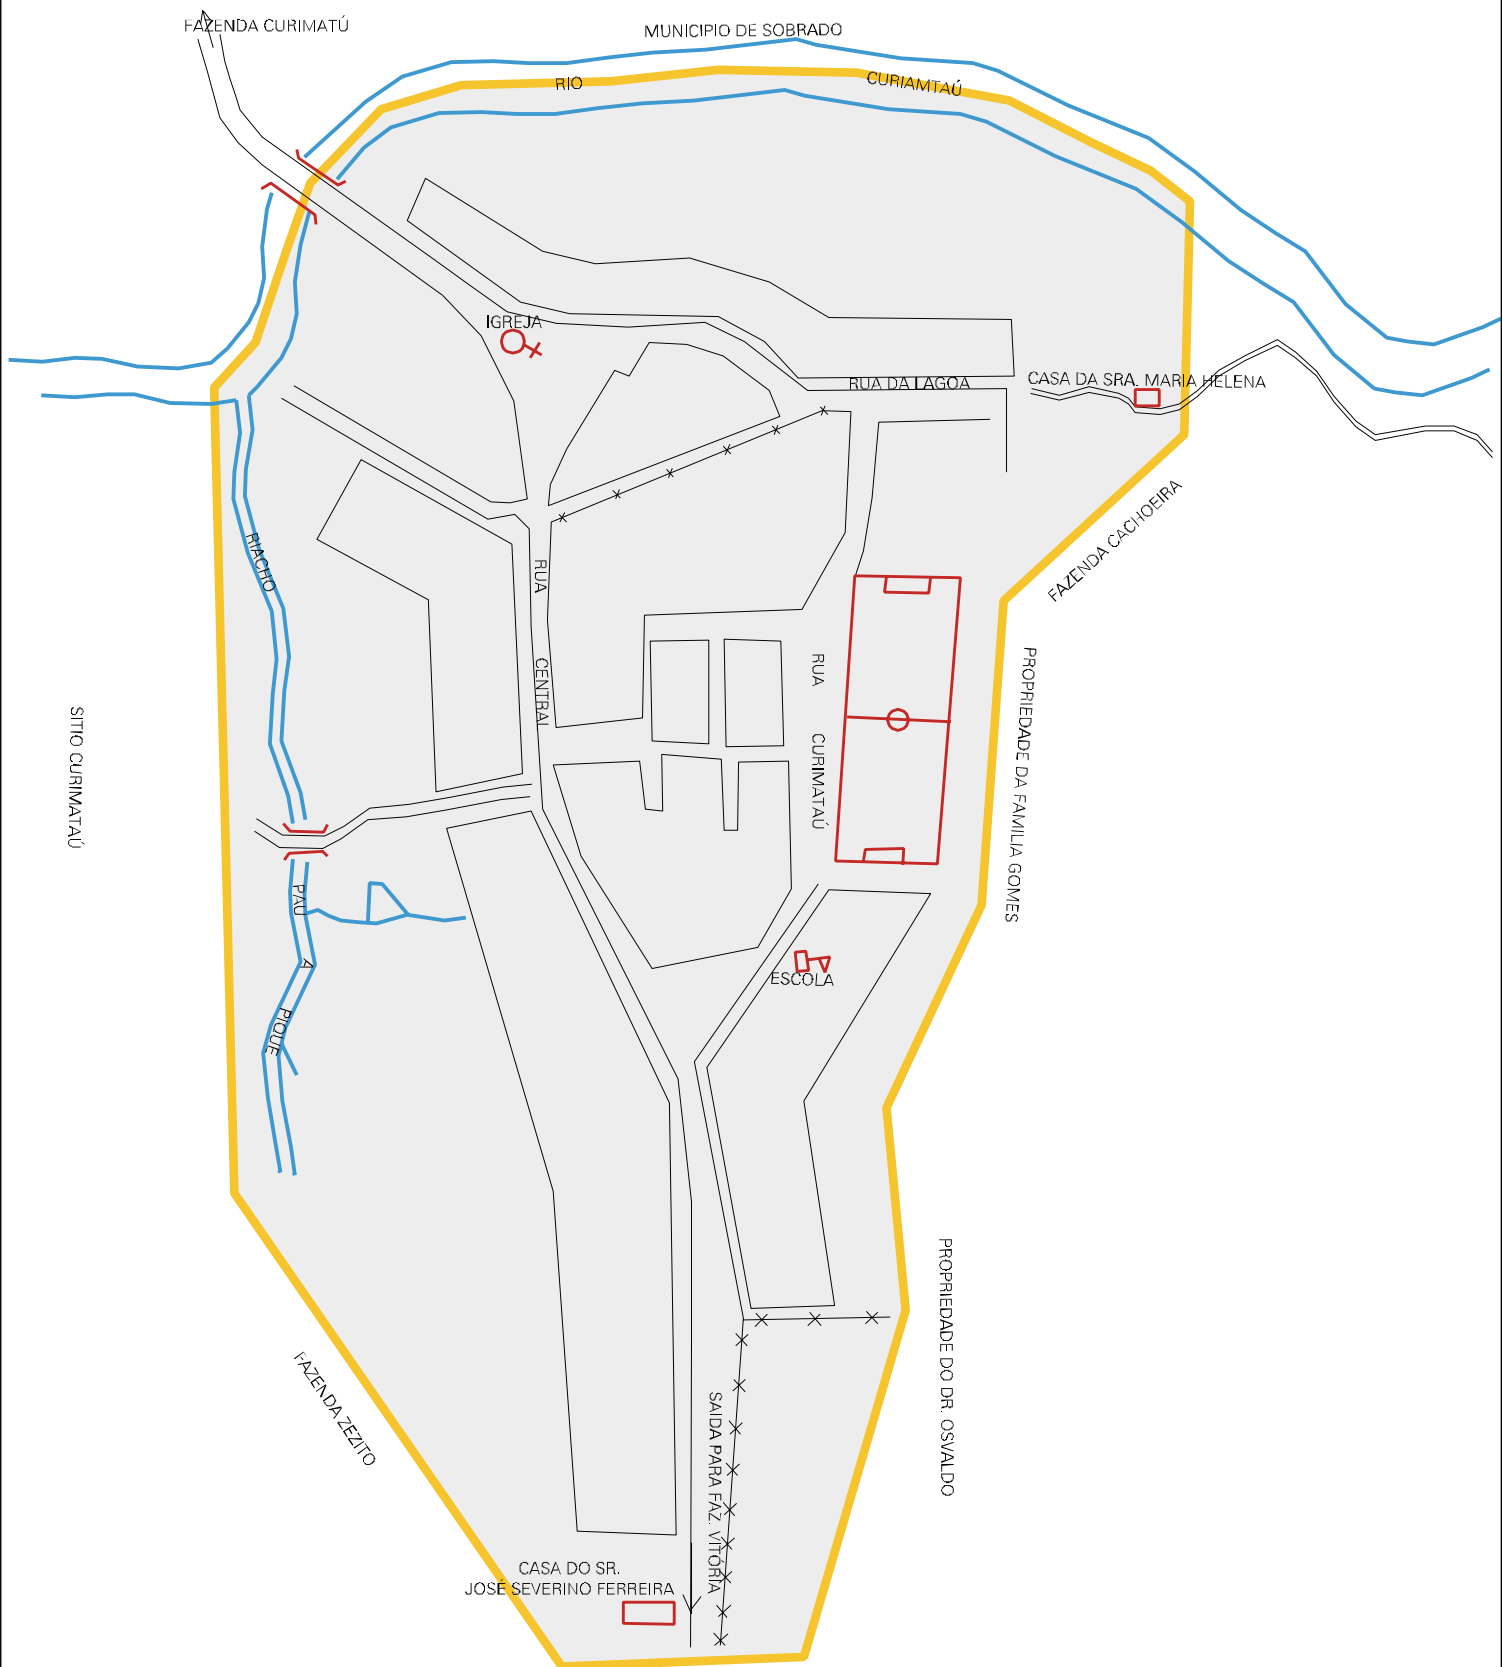 FAZENDA CURIMATÚ
MUNICIPIO DE SOBRADO
RIO
CURIAMTAÚ
IGREJA
RUA DA LAGOA
CASA DA SRA. MARIA HELENA
FAZENDA CACHOEIRA
RIACHO
RUA
CENTRAL
RUA
CURIMATAÚ
PROPRIEDADE DA FAMILIA GOMES
SITIO CURIMATAÚ
PAU
A
PIQUE
ESCOLA
PROPRIEDADE DO DR. OSVALDO
FAZENDA ZEZITO
SAIDA PARA FAZ. VITÓRIA
CASA DO SR.
JOSÉ SEVERINO FERREIRA